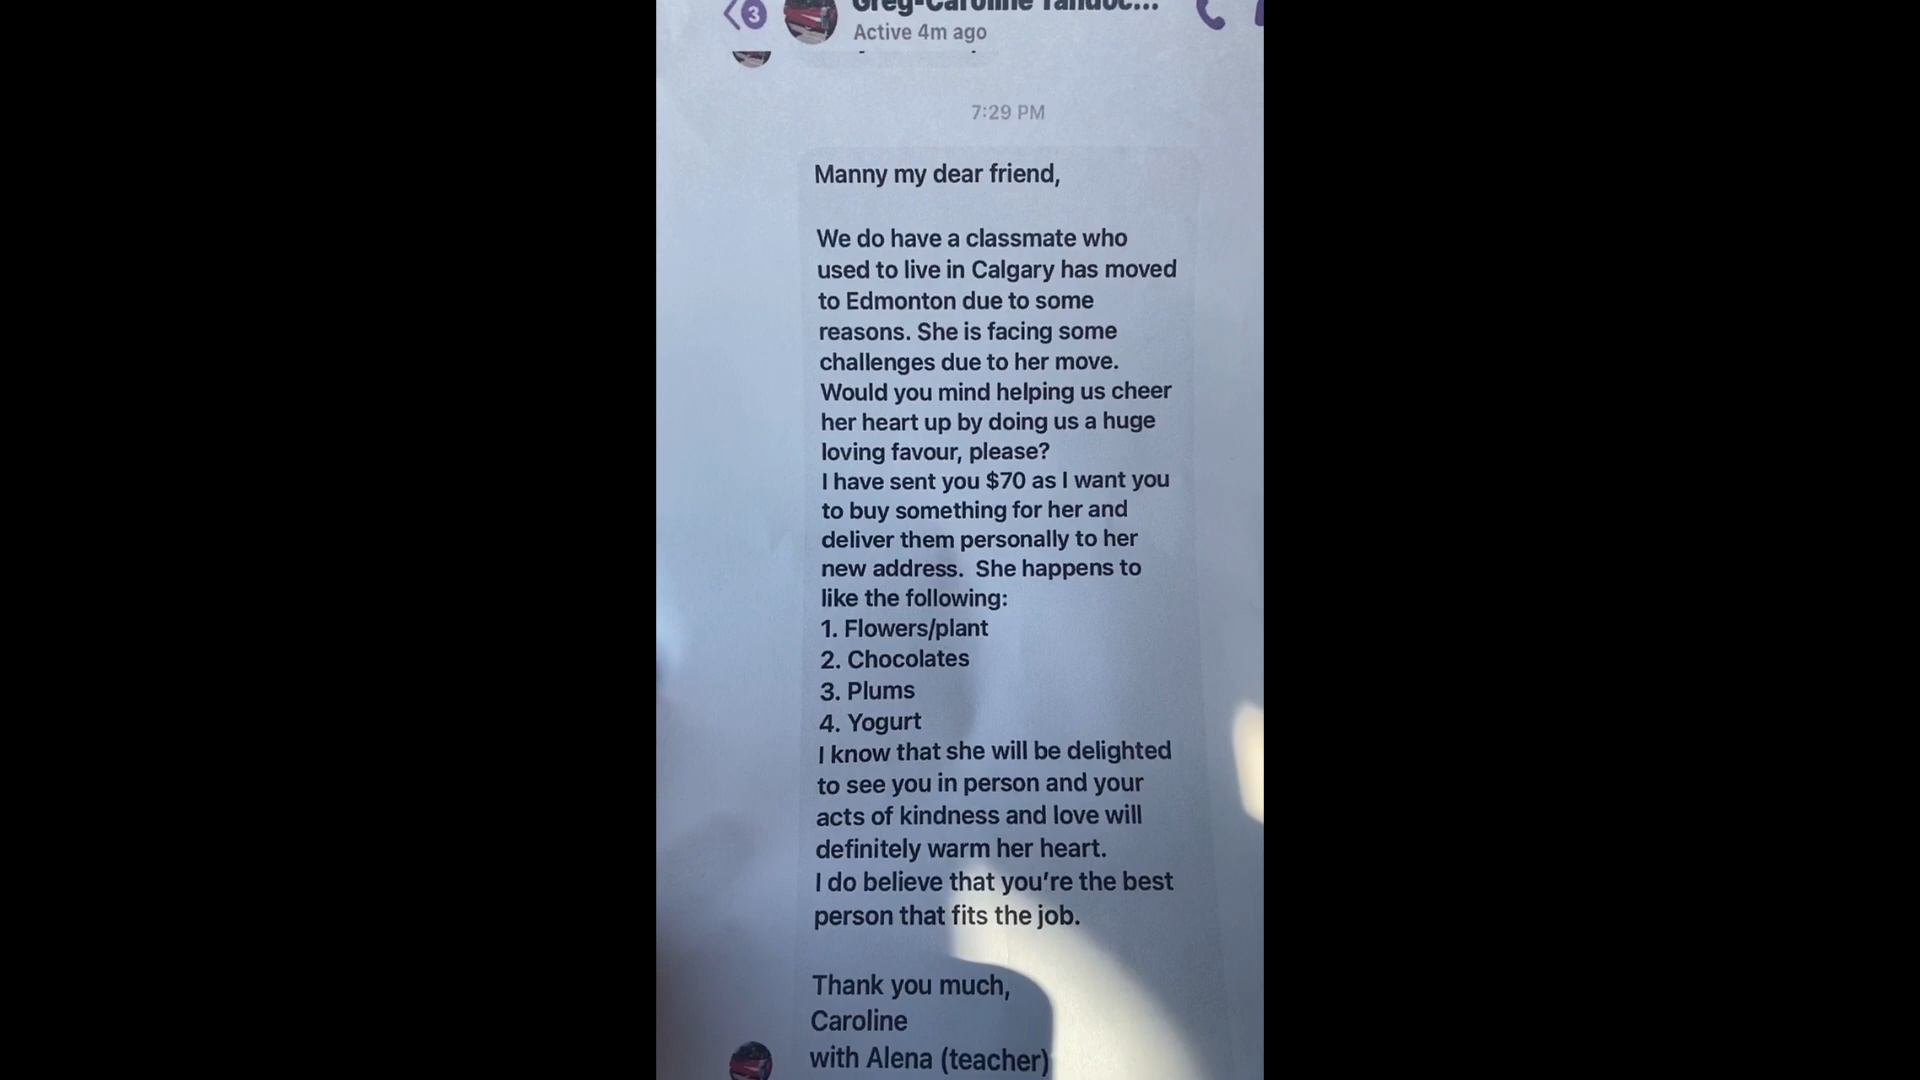 3
Active 4m ago
7:29 PM
Manny my dear friend,
We do have a classmate who
used to live in Calgary has moved
to Edmonton due to some
reasons. She is facing some
challenges due to her move.
Would you mind helping us cheer
her heart up by doing us a huge
loving favour, please?
I have sent you $70 as I want you
to buy something for her and
deliver them personally to her
new address. She happens to
like the following:
1. Flowers/plant
2. Chocolates
3. Plums
4. Yogurt
I know that she will be delighted
to see you in person and your
acts of kindness and love will
definitely warm her heart.
I do believe that you're the best
person that fits the job.
Thank you much,
Caroline
with Alena (teacher)